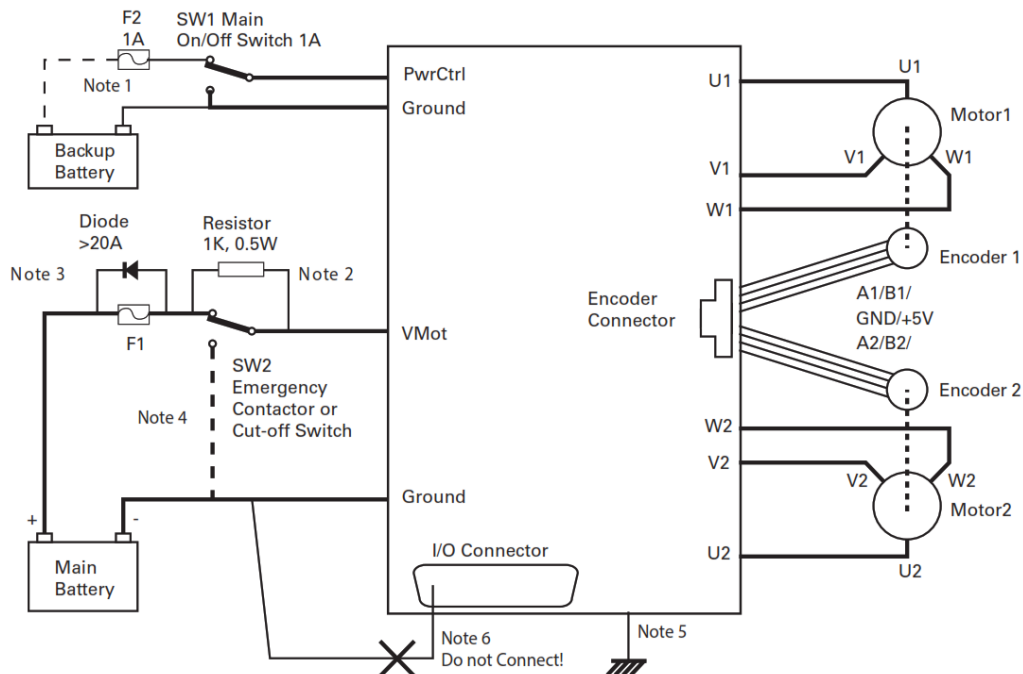 F2
1A
SW1 Main
On/Off Switch 1A
Note 1
PwrCtrl
Ground
Backup
Battery
U1
U1
Motor1
V1
W1
V1
W1
Diode
>20A
Resistor
1K, 0.5W
Note 3
Note 2
F1
VMot
Encoder
Connector
Encoder 1
A1/B1/
GND/+5V
A2/B2/
Encoder 2
SW2
Emergency
Contactor or
Cut-off Switch
Note 4
W2
V2
V2
W2
Motor2
U2
U2
Ground
+
-
Main
Battery
I/O Connector
Note 6
Do not Connect!
Note 5